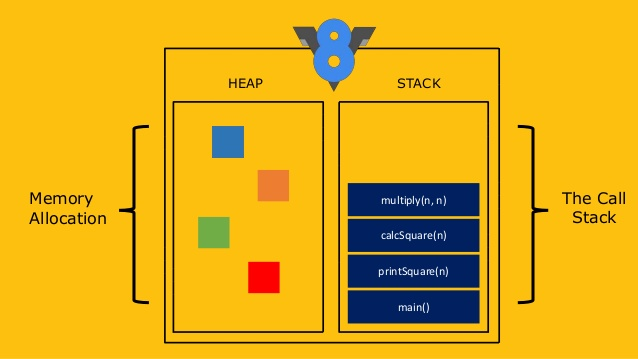 HEAP
STACK
Memory
Allocation
multiply(n, n)
calcSquare(n)
printSquare(n)
main()
The Call
Stack